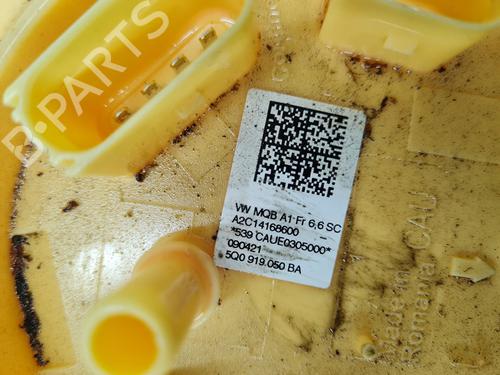 B-PARTS
VW MQB A1 Fr 6,6 SC
A2C14168600
*539 CAUE0305000*
090421
5Q0 919 050 BA
Made in
Romania CAU